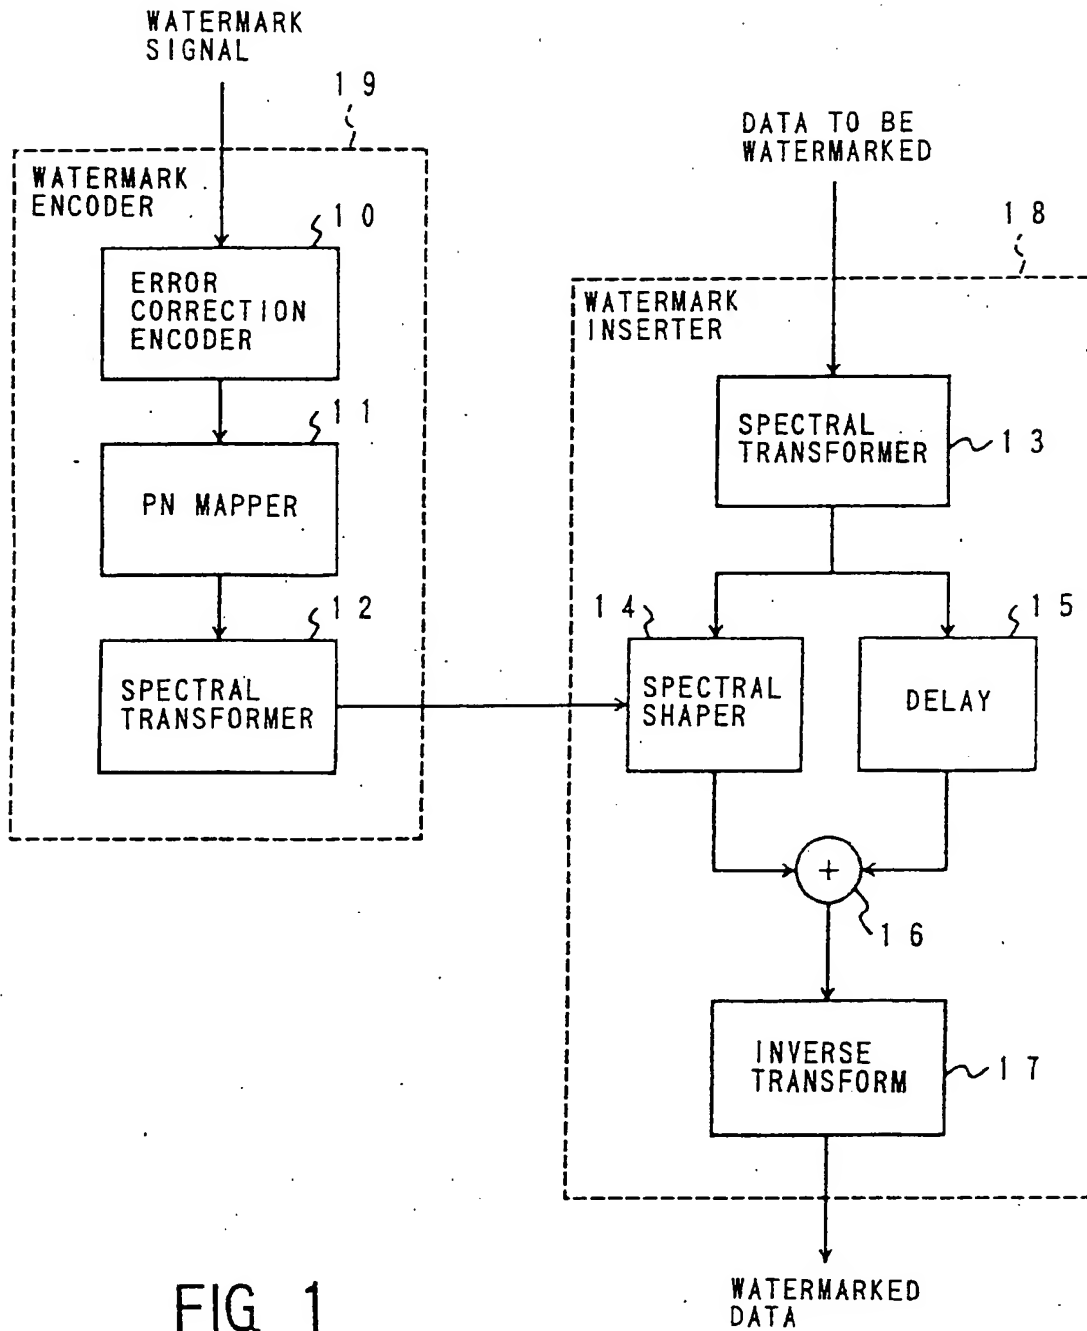 WATERMARK
SIGNAL
19
WATERMARK
ENCODER
10
ERROR
CORRECTION
ENCODER
11
PN MAPPER
12
SPECTRAL
TRANSFORMER
DATA TO BE
WATERMARKED
18
WATERMARK
INSERTER
SPECTRAL
TRANSFORMER
13
14
SPECTRAL
SHAPER
15
DELAY
+
16
INVERSE
TRANSFORM
17
WATERMARKED
DATA
FIG. 1